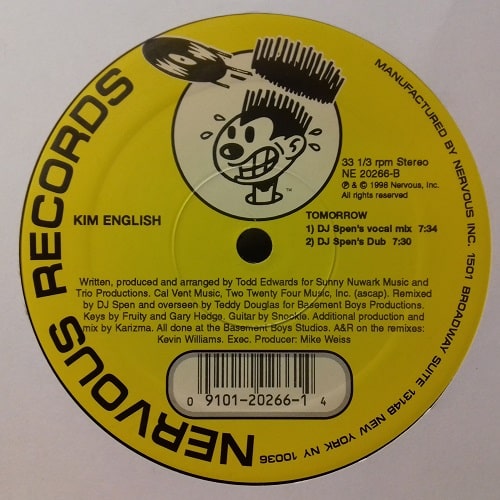 NERVOUS RECORDS
MANUFACTURED BY NERVOUS INC. 1501 BROADWAY SUITE 1314B NEW YORK NY 10036
TM
33 1/3 rpm Stereo
NE 20266-B
℗ & © 1998 Nervous, Inc.
All rights reserved
KIM ENGLISH
TOMORROW
1) DJ Spen's vocal mix 7:34
2) DJ Spen's Dub 7:30
Written, produced and arranged by Todd Edwards for Sunny Nuwark Music and
Trio Productions. Cal Vent Music, Two Twenty Four Music, Inc. (ascap). Remixed
by DJ Spen and overseen by Teddy Douglas for Basement Boys Productions.
Keys by Fruity and Gary Hedge. Guitar by Snookie. Additional production and
mix by Karizma. All done at the Basement Boys Studios. A&R on the remixes:
Kevin Williams. Exec. Producer: Mike Weiss
0 9101-20266-1 4